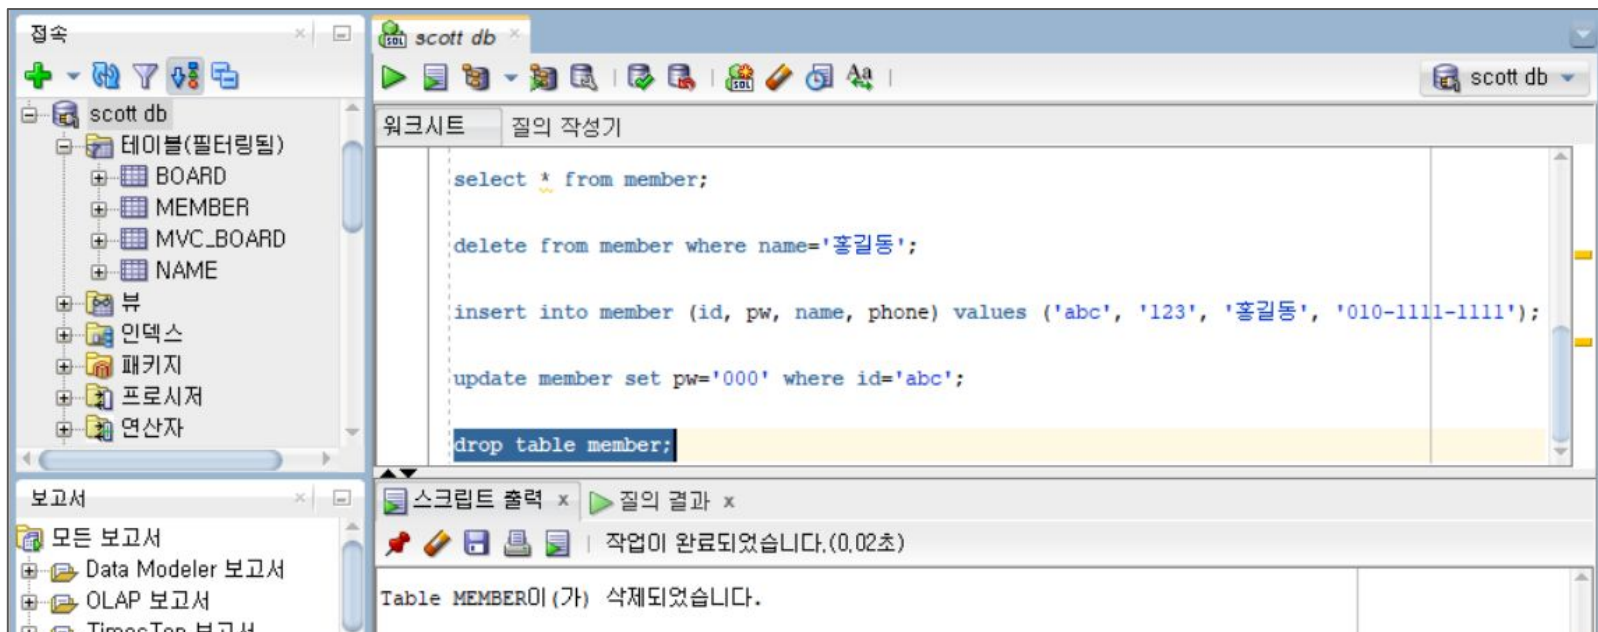 접속
scott db
테이블(필터링됨)
BOARD
MEMBER
MVC_BOARD
NAME
뷰
인덱스
패키지
프로시저
연산자
보고서
모든 보고서
Data Modeler 보고서
OLAP 보고서
TimesTen 보고서
scott db
scott db
워크시트 질의 작성기
select * from member;
delete from member where name='홍길동';
insert into member (id, pw, name, phone) values ('abc', '123', '홍길동', '010-1111-1111');
update member set pw='000' where id='abc';
drop table member;
스크립트 출력 x 질의 결과 x
작업이 완료되었습니다.(0.02초)
Table MEMBER이(가) 삭제되었습니다.